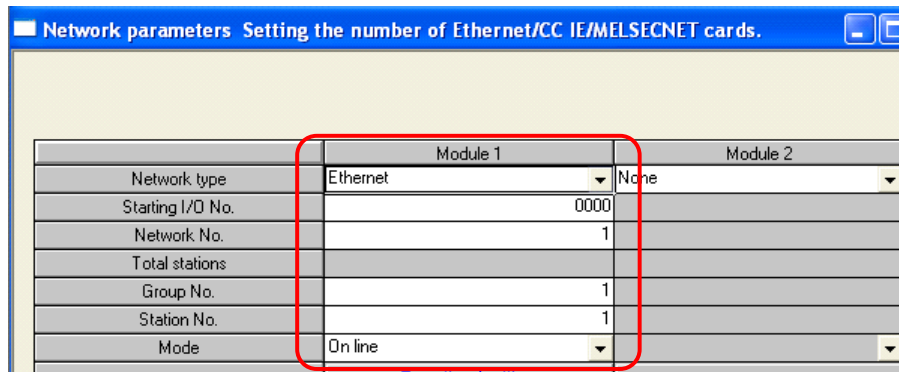 Network parameters Setting the number of Ethernet/CC IE/MELSECNET cards.
Module 1 Module 2
Network type Ethernet None
Starting I/O No. 0000
Network No. 1
Total stations
Group No. 1
Station No. 1
Mode On line